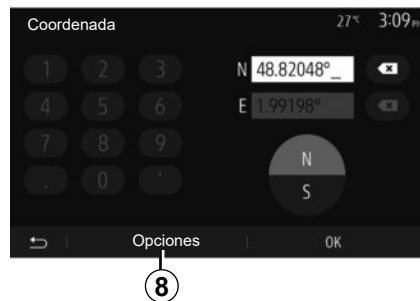 Coordenada 27°C 3:09 PM
1 2 3 N 48.82048°_
4 5 6 E 1.99198°
7 8 9 N
. 0 ' S
Opciones OK
8